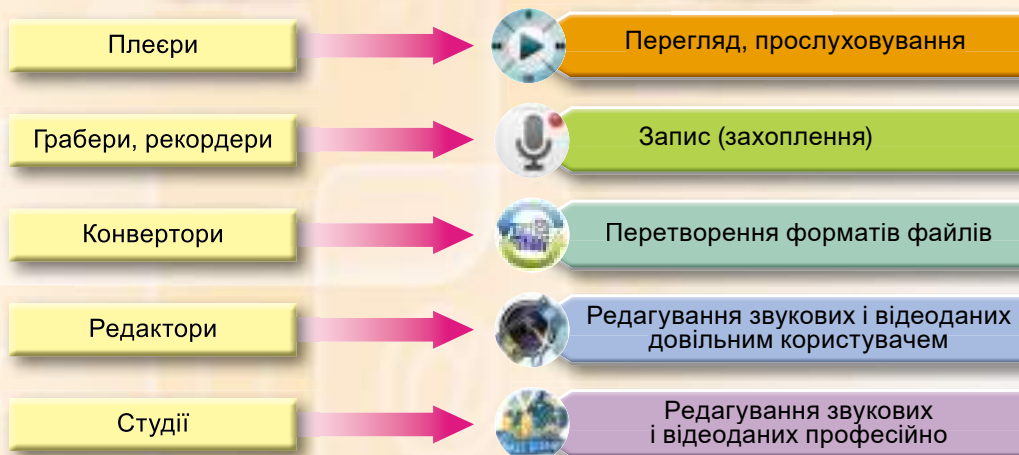 Плеєри
Перегляд, прослуховування
Грабери, рекордери
Запис (захоплення)
Конвертори
Перетворення форматів файлів
Редактори
Редагування звукових і відеоданих
довільним користувачем
Студії
Редагування звукових
і відеоданих професійно